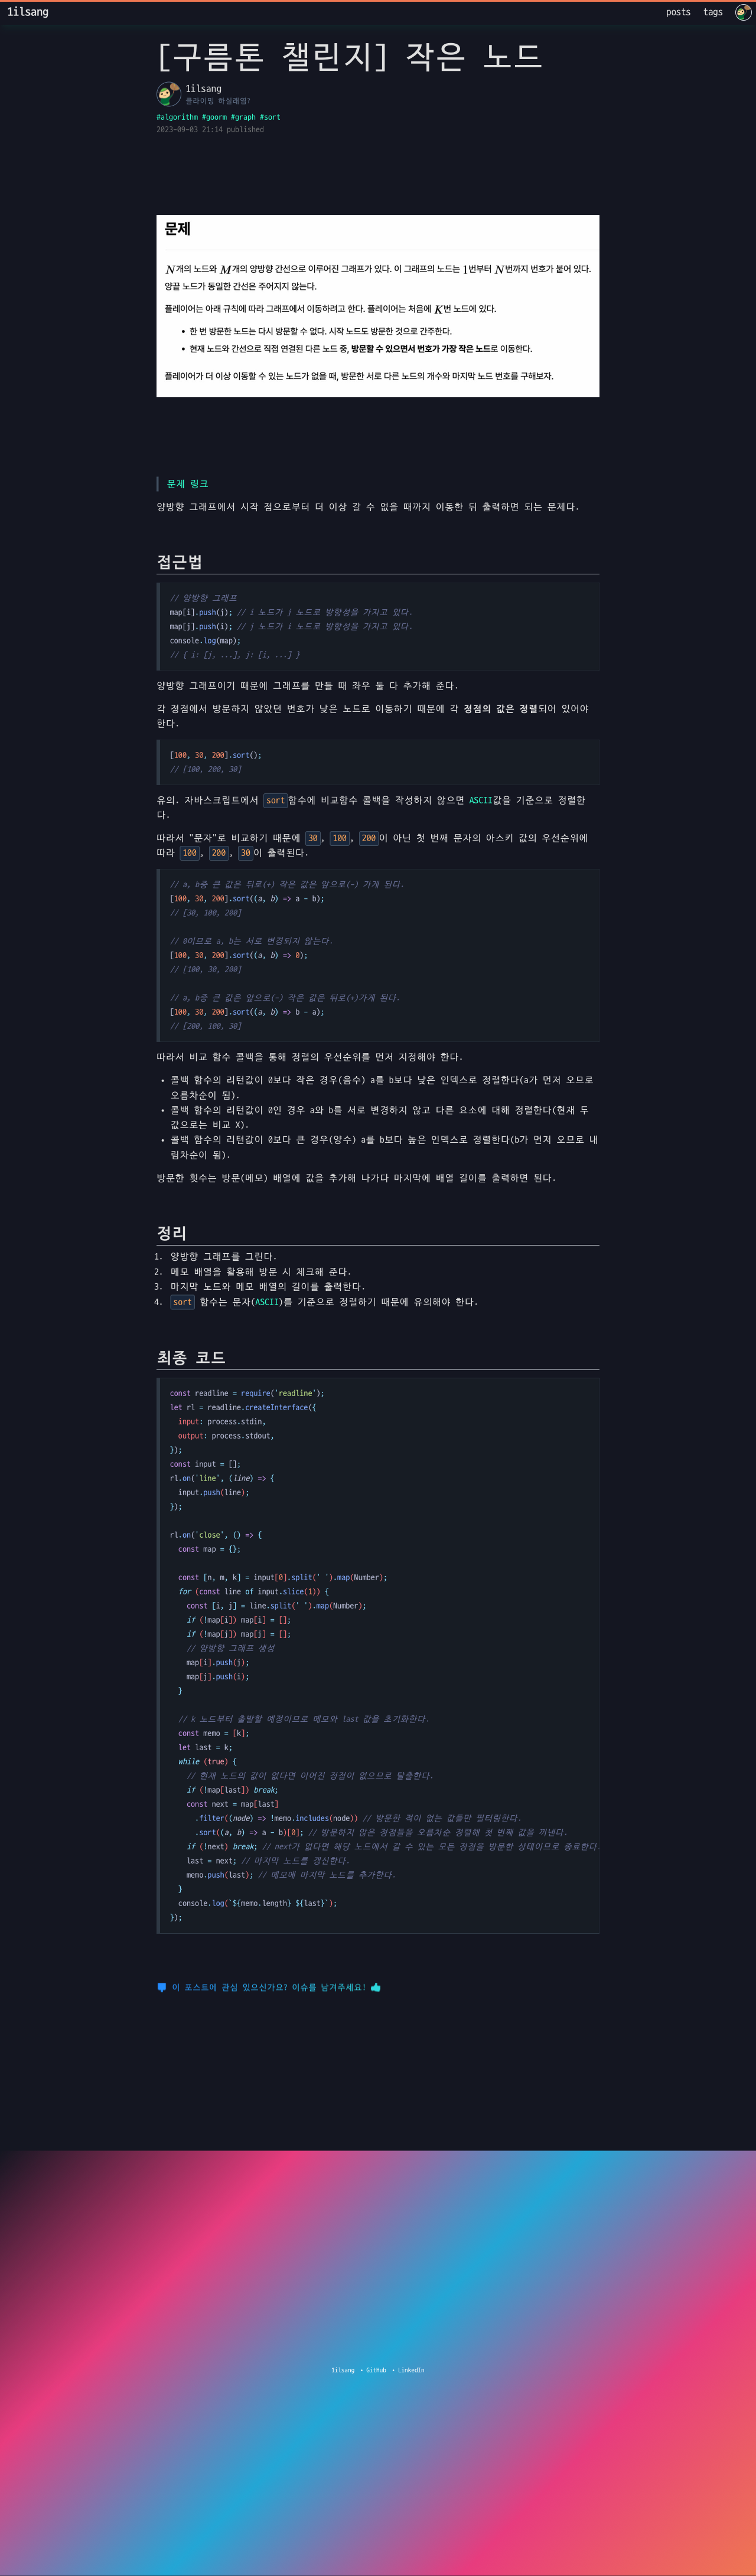 1ilsang
posts tags
[구름톤 챌린지] 작은 노드
1ilsang
클라이밍 하실래염?
#algorithm #goorm #graph #sort
2023-09-03 21:14 published
문제
N개의 노드와 M개의 양방향 간선으로 이루어진 그래프가 있다. 이 그래프의 노드는 1번부터 N번까지 번호가 붙어 있다.
양끝 노드가 동일한 간선은 주어지지 않는다.
플레이어는 아래 규칙에 따라 그래프에서 이동하려고 한다. 플레이어는 처음에 K번 노드에 있다.
• 한 번 방문한 노드는 다시 방문할 수 없다. 시작 노드도 방문한 것으로 간주한다.
• 현재 노드와 간선으로 직접 연결된 다른 노드 중, 방문할 수 있으면서 번호가 가장 작은 노드로 이동한다.
플레이어가 더 이상 이동할 수 있는 노드가 없을 때, 방문한 서로 다른 노드의 개수와 마지막 노드 번호를 구해보자.
문제 링크
양방향 그래프에서 시작 점으로부터 더 이상 갈 수 없을 때까지 이동한 뒤 출력하면 되는 문제다.
접근법
// 양방향 그래프
map[i].push(j); // i 노드가 j 노드로 방향성을 가지고 있다.
map[j].push(i); // j 노드가 i 노드로 방향성을 가지고 있다.
console.log(map);
// { i: [j, ...], j: [i, ...] }
양방향 그래프이기 때문에 그래프를 만들 때 좌우 둘 다 추가해 준다.
각 정점에서 방문하지 않았던 번호가 낮은 노드로 이동하기 때문에 각 정점의 값은 정렬되어 있어야
한다.
[100, 30, 200].sort();
// [100, 200, 30]
유의. 자바스크립트에서 sort함수에 비교함수 콜백을 작성하지 않으면 ASCII값을 기준으로 정렬한
다.
따라서 "문자"로 비교하기 때문에 30, 100, 200이 아닌 첫 번째 문자의 아스키 값의 우선순위에
따라 100, 200, 30이 출력된다.
// a, b중 큰 값은 뒤로(+) 작은 값은 앞으로(-) 가게 된다.
[100, 30, 200].sort((a, b) => a - b);
// [30, 100, 200]
// 0이므로 a, b는 서로 변경되지 않는다.
[100, 30, 200].sort((a, b) => 0);
// [100, 30, 200]
// a, b중 큰 값은 앞으로(-) 작은 값은 뒤로(+)가게 된다.
[100, 30, 200].sort((a, b) => b - a);
// [200, 100, 30]
따라서 비교 함수 콜백을 통해 정렬의 우선순위를 먼저 지정해야 한다.
• 콜백 함수의 리턴값이 0보다 작은 경우(음수) a를 b보다 낮은 인덱스로 정렬한다(a가 먼저 오므로
오름차순이 됨).
• 콜백 함수의 리턴값이 0인 경우 a와 b를 서로 변경하지 않고 다른 요소에 대해 정렬한다(현재 두
값으로는 비교 X).
• 콜백 함수의 리턴값이 0보다 큰 경우(양수) a를 b보다 높은 인덱스로 정렬한다(b가 먼저 오므로 내
림차순이 됨).
방문한 횟수는 방문(메모) 배열에 값을 추가해 나가다 마지막에 배열 길이를 출력하면 된다.
정리
1. 양방향 그래프를 그린다.
2. 메모 배열을 활용해 방문 시 체크해 준다.
3. 마지막 노드와 메모 배열의 길이를 출력한다.
4. sort 함수는 문자(ASCII)를 기준으로 정렬하기 때문에 유의해야 한다.
최종 코드
const readline = require('readline');
let rl = readline.createInterface({
input: process.stdin,
output: process.stdout,
});
const input = [];
rl.on('line', (line) => {
input.push(line);
});
rl.on('close', () => {
const map = {};
const [n, m, k] = input[0].split(' ').map(Number);
for (const line of input.slice(1)) {
const [i, j] = line.split(' ').map(Number);
if (!map[i]) map[i] = [];
if (!map[j]) map[j] = [];
// 양방향 그래프 생성
map[i].push(j);
map[j].push(i);
}
// k 노드부터 출발할 예정이므로 메모와 last 값을 초기화한다.
const memo = [k];
let last = k;
while (true) {
// 현재 노드의 값이 없다면 이어진 정점이 없으므로 탈출한다.
if (!map[last]) break;
const next = map[last]
.filter((node) => !memo.includes(node)) // 방문한 적이 없는 값들만 필터링한다.
.sort((a, b) => a - b)[0]; // 방문하지 않은 정점들을 오름차순 정렬해 첫 번째 값을 꺼낸다.
if (!next) break; // next가 없다면 해당 노드에서 갈 수 있는 모든 정점을 방문한 상태이므로 종료한다.
last = next; // 마지막 노드를 갱신한다.
memo.push(last); // 메모에 마지막 노드를 추가한다.
}
console.log(`${memo.length} ${last}`);
});
이 포스트에 관심 있으신가요? 이슈를 남겨주세요!
1ilsang • GitHub • LinkedIn